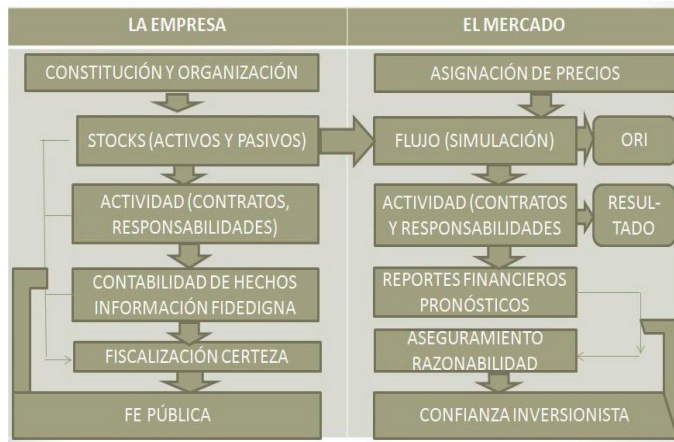 LA EMPRESA
EL MERCADO
CONSTITUCIÓN Y ORGANIZACIÓN
STOCKS (ACTIVOS Y PASIVOS)
ACTIVIDAD (CONTRATOS,
RESPONSABILIDADES)
CONTABILIDAD DE HECHOS
INFORMACIÓN FIDEDIGNA
FISCALIZACIÓN CERTEZA
FE PÚBLICA
ASIGNACIÓN DE PRECIOS
FLUJO (SIMULACIÓN)
ORI
ACTIVIDAD (CONTRATOS
Y RESPONSABILIDADES
RESUL-
TADO
REPORTES FINANCIEROS
PRONÓSTICOS
ASEGURAMIENTO
RAZONABILIDAD
CONFIANZA INVERSIONISTA